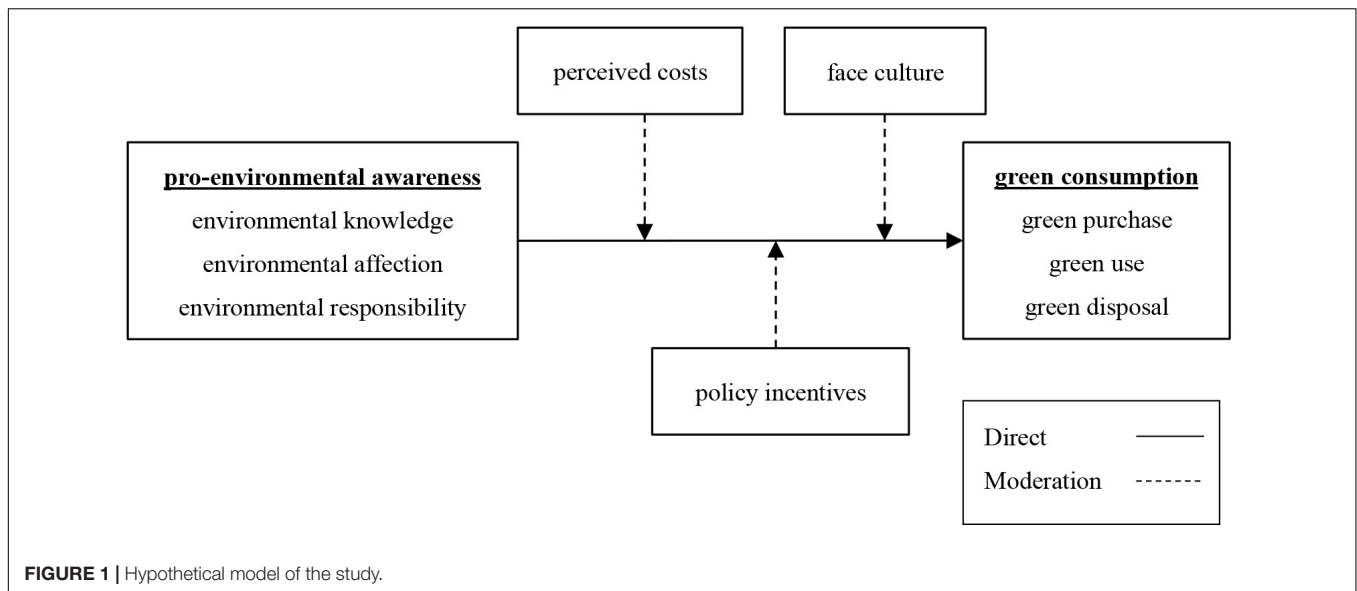 perceived costs
face culture
pro-environmental awareness
environmental knowledge
environmental affection
environmental responsibility
green consumption
green purchase
green use
green disposal
policy incentives
Direct
Moderation
FIGURE 1 | Hypothetical model of the study.